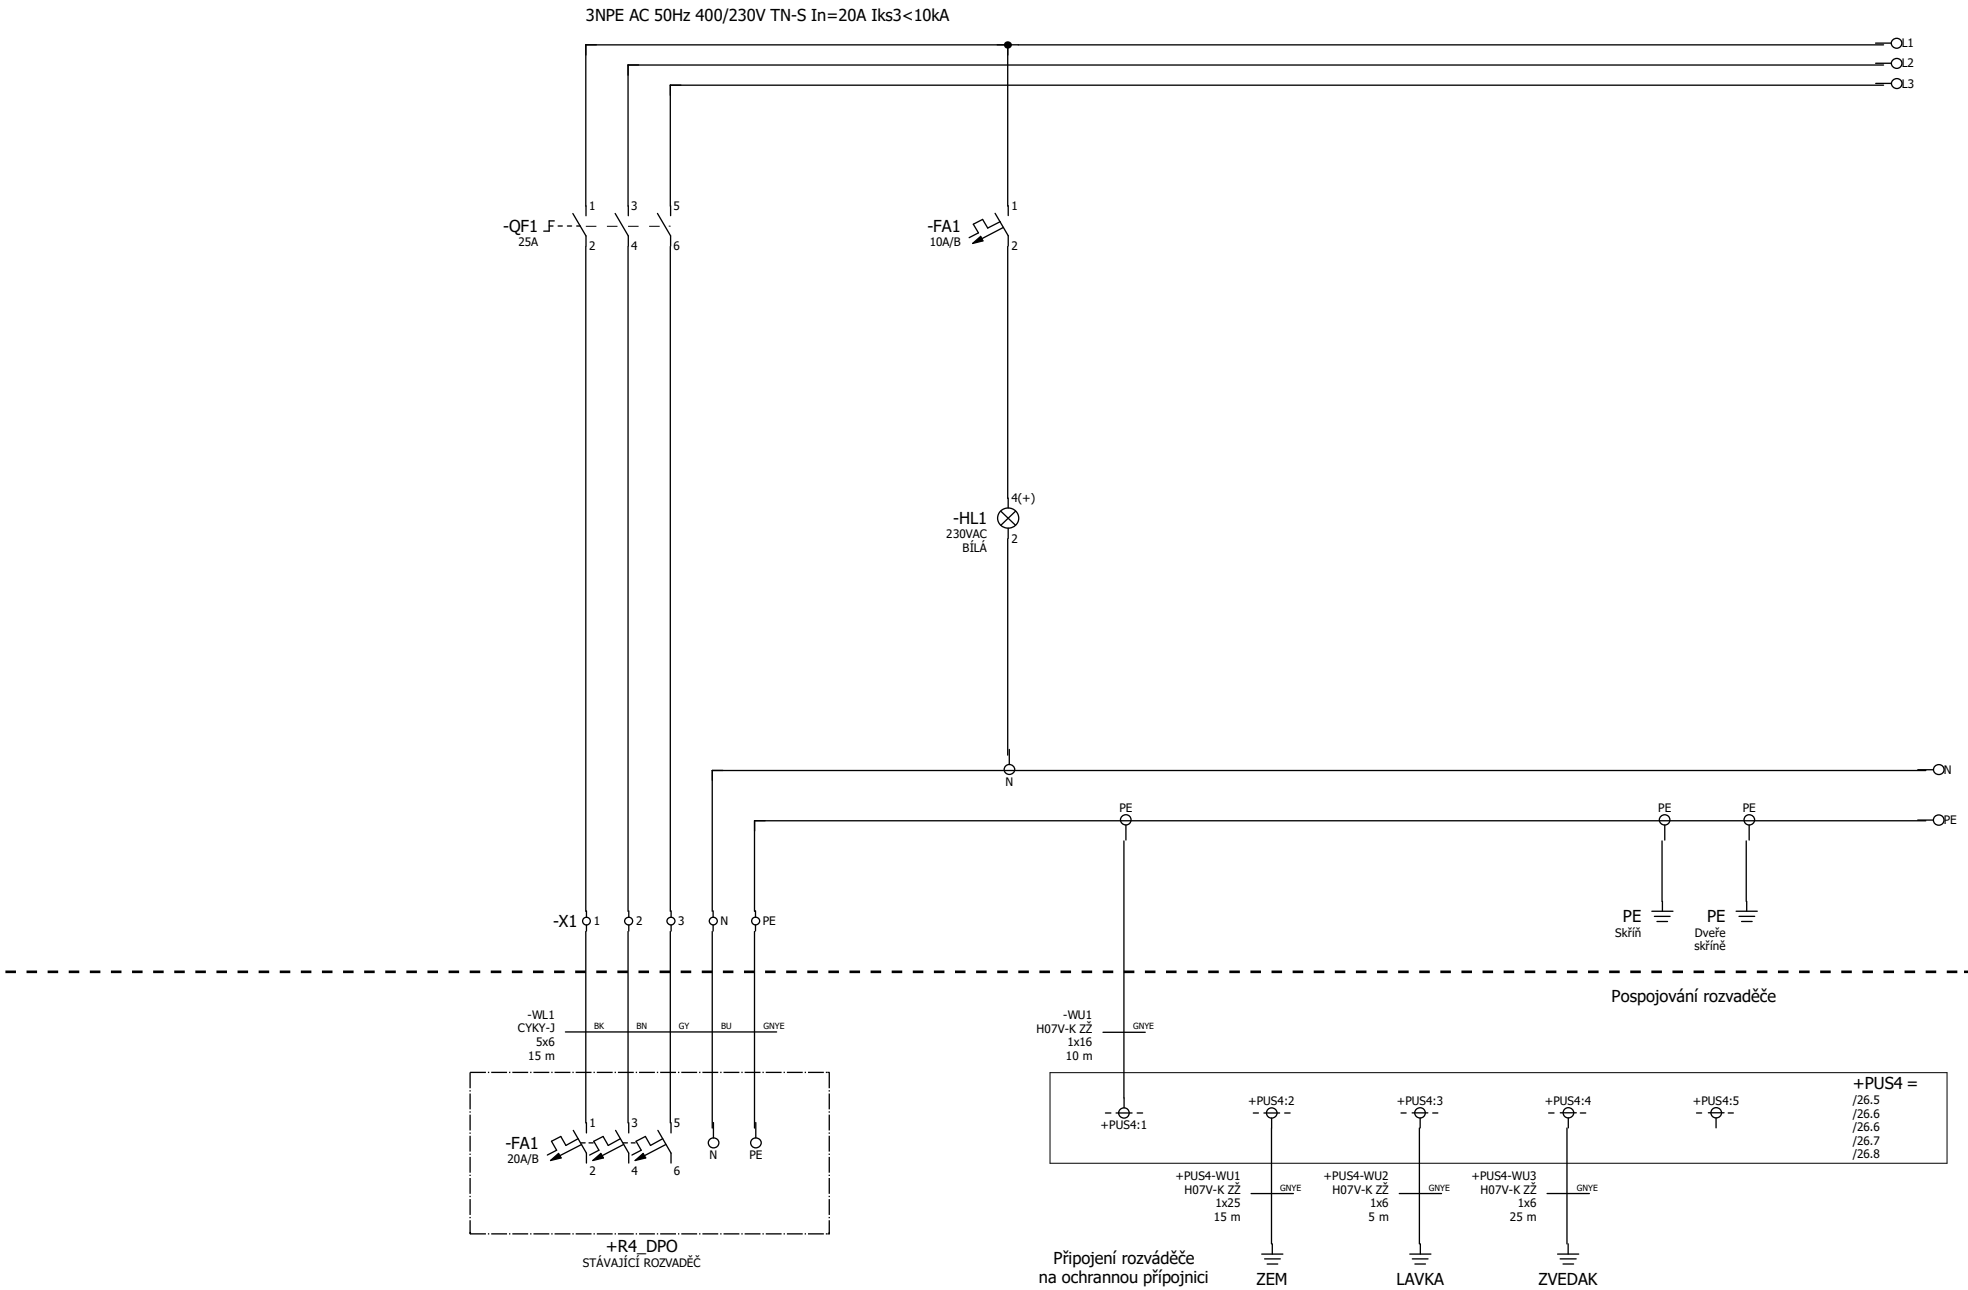 3NPE AC 50Hz 400/230V TN-S In=20A Iks3<10kA
L1
L2
L3
-QF1
25A
1
2
3
4
5
6
-FA1
10A/B
1
2
-HL1
230VAC
BÍLÁ
4(+)
2
N
N
PE
PE
PE
PE
-X1
1
2
3
N
PE
PE
Skříň
PE
Dveře
skříně
Pospojování rozvaděče
-WL1
CYKY-J
5x6
15 m
BK
BN
GY
BU
GNYE
-WU1
H07V-K ZŽ
1x16
10 m
GNYE
-FA1
20A/B
1
2
3
4
5
6
N
PE
+R4_DPO
STÁVAJÍCÍ ROZVADĚČ
+PUS4:1
+PUS4:2
+PUS4:3
+PUS4:4
+PUS4:5
+PUS4 =
/26.5
/26.6
/26.6
/26.7
/26.8
+PUS4-WU1
H07V-K ZŽ
1x25
15 m
GNYE
+PUS4-WU2
H07V-K ZŽ
1x6
5 m
GNYE
+PUS4-WU3
H07V-K ZŽ
1x6
25 m
GNYE
Připojení rozváděče
na ochrannou přípojnici
ZEM
LAVKA
ZVEDAK